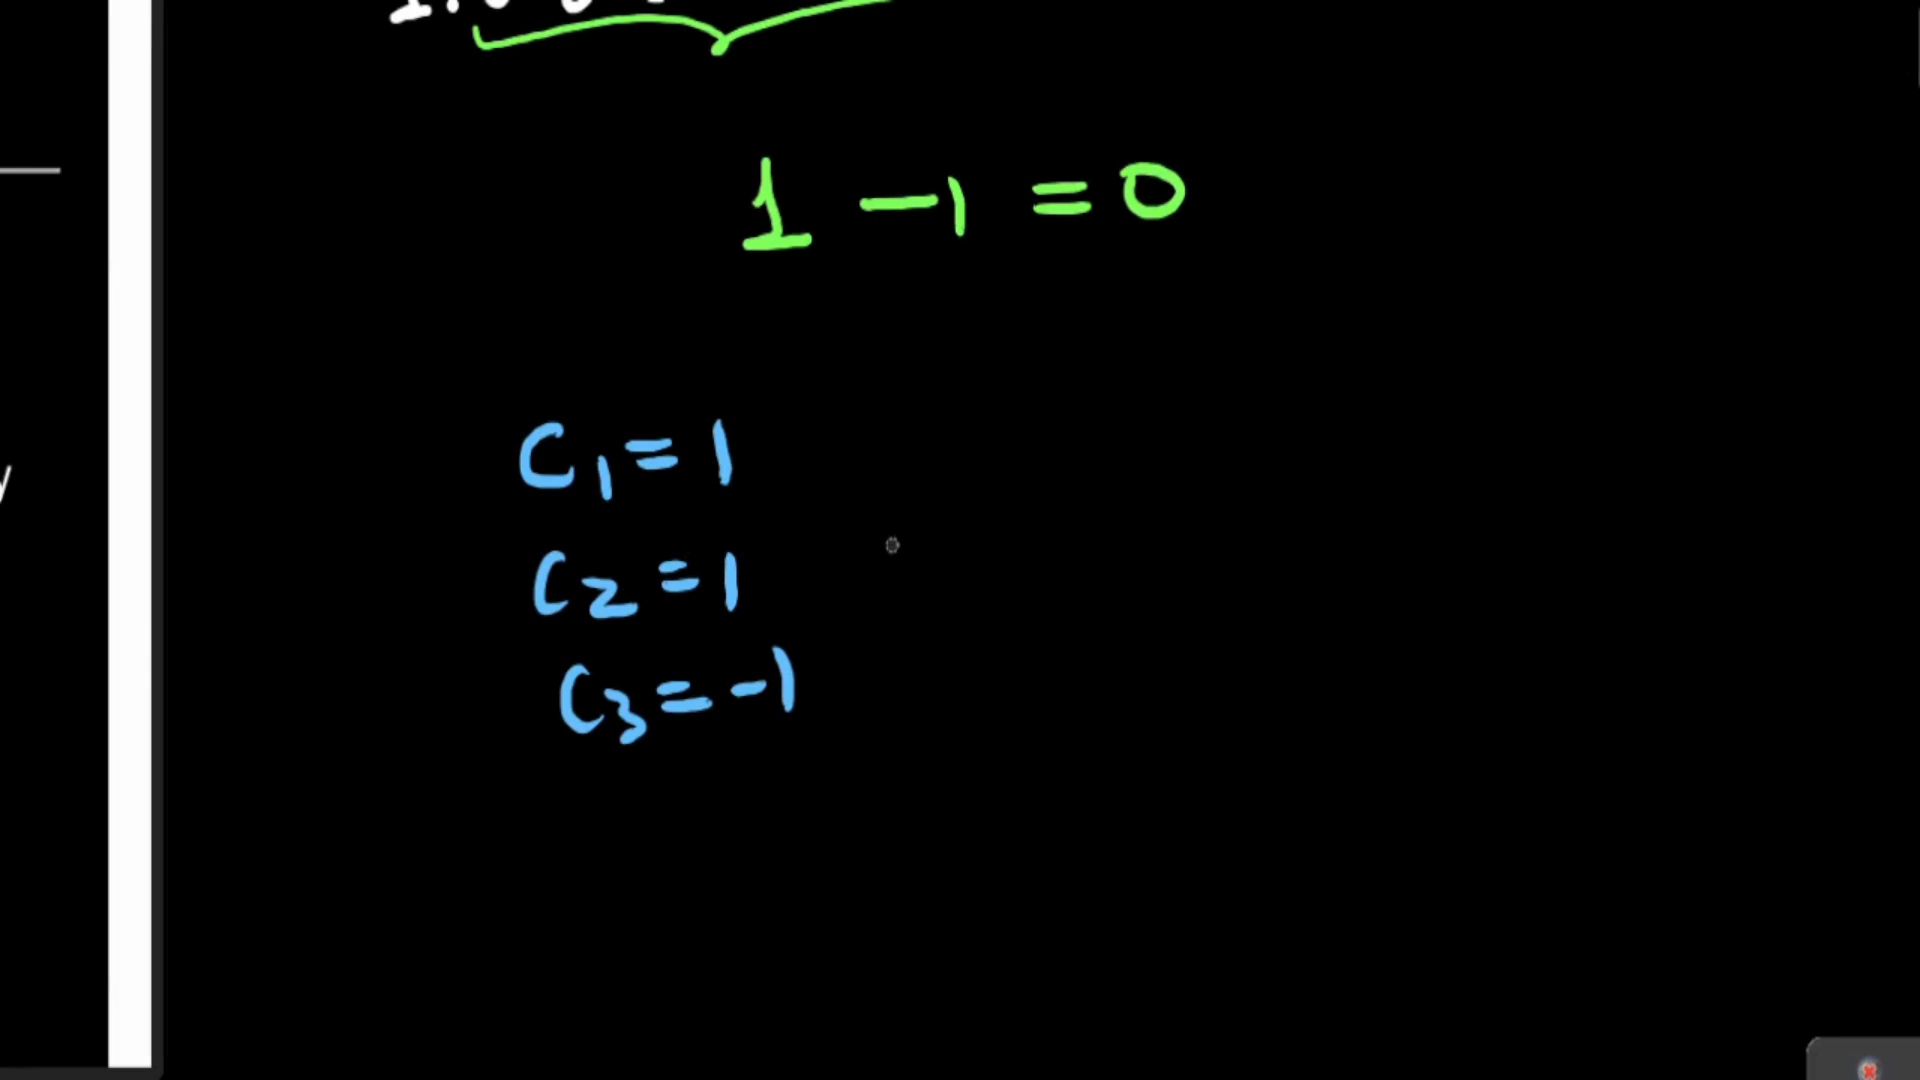 1 - 1 = 0
C1 = 1
C2 = 1
C3 = -1